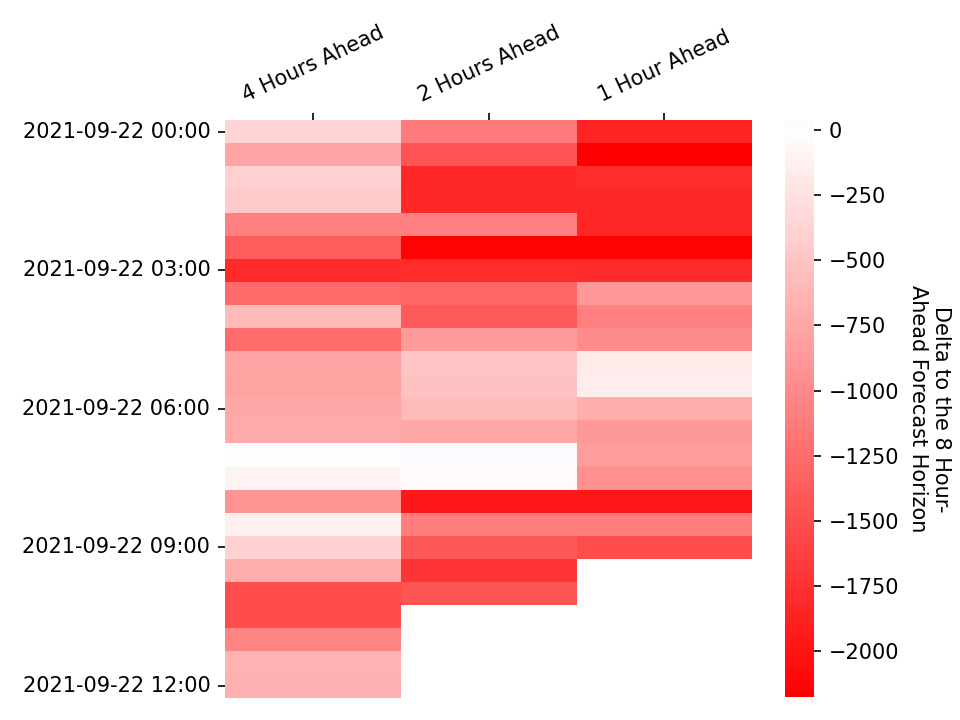 4 Hours Ahead
2 Hours Ahead
1 Hour Ahead
2021-09-22 00:00
2021-09-22 03:00
2021-09-22 06:00
2021-09-22 09:00
2021-09-22 12:00
0
−250
−500
−750
−1000
−1250
−1500
−1750
−2000
Delta to the 8 Hour-
Ahead Forecast Horizon